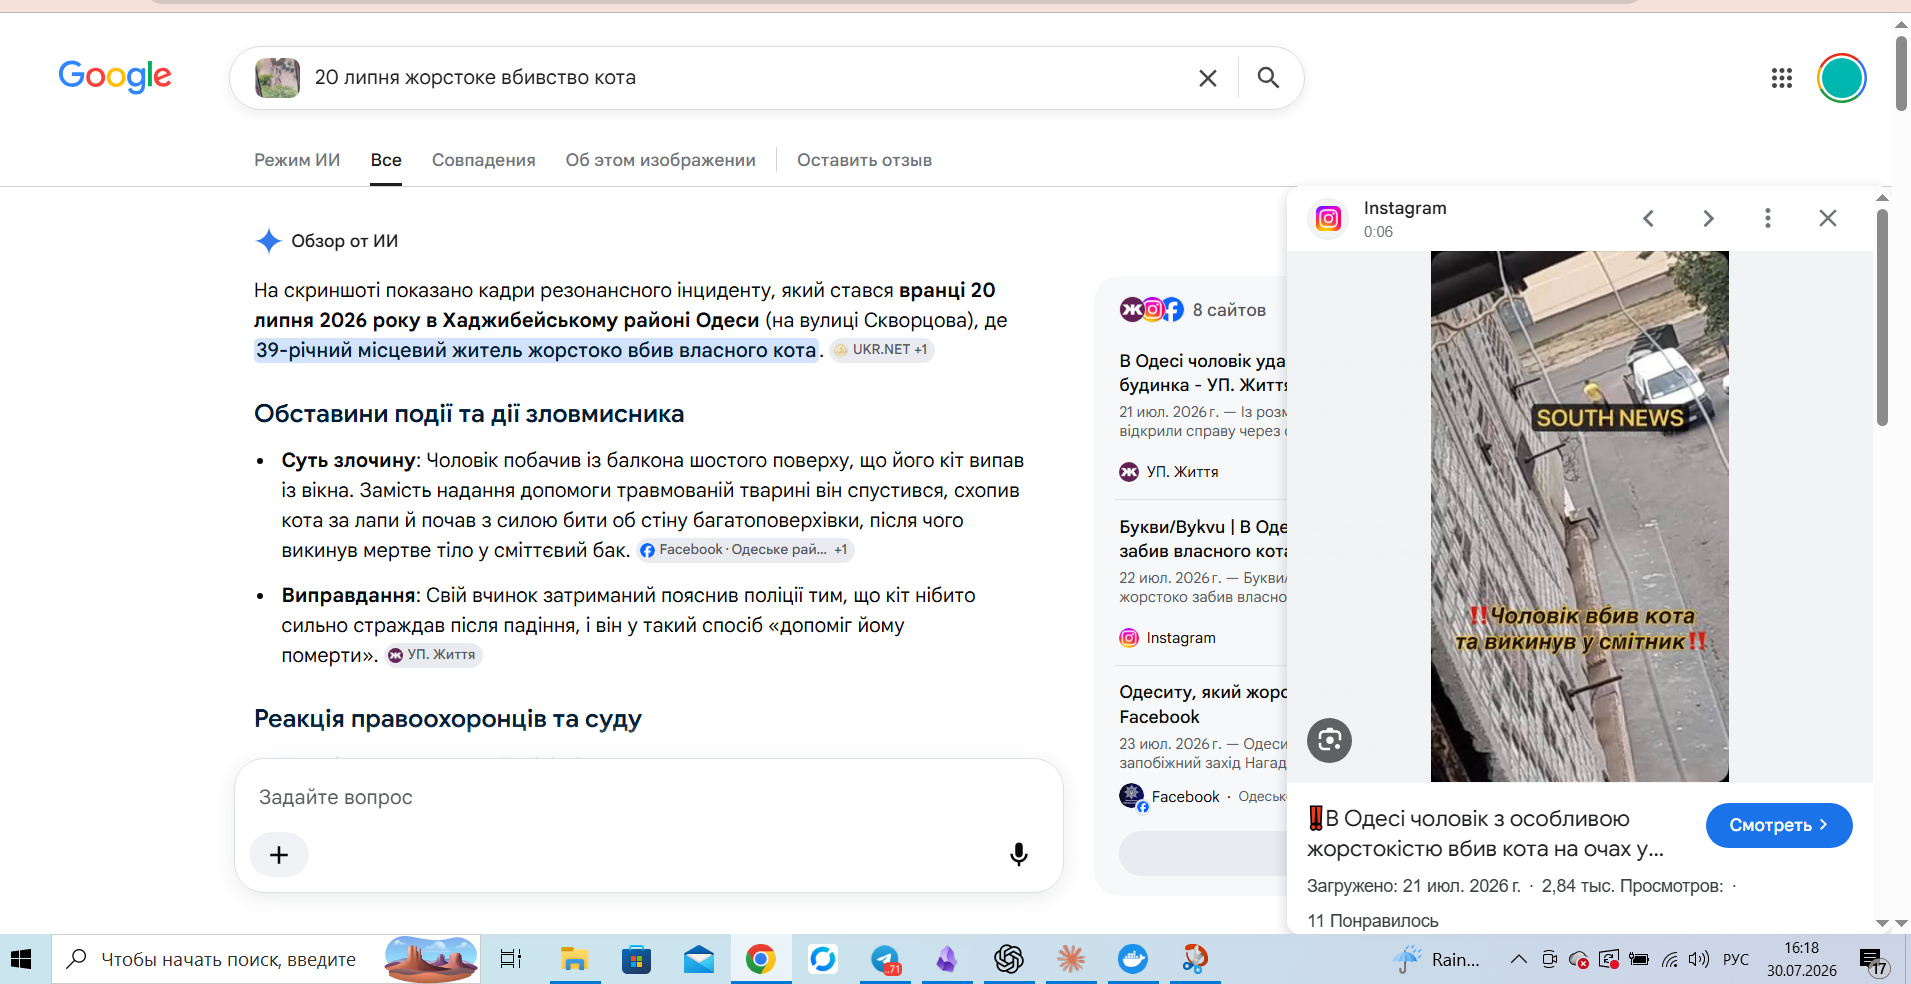 Google
20 липня жорстоке вбивство кота
Режим ИИ
Все
Совпадения
Об этом изображении
Оставить отзыв
Обзор от ИИ
На скриншоті показано кадри резонансного інциденту, який стався вранці 20
липня 2026 року в Хаджибейському районі Одеси (на вулиці Скворцова), де
39-річний місцевий житель жорстоко вбив власного кота. UKR.NET +1
Обставини події та дії зловмисника
Суть злочину: Чоловік побачив із балкона шостого поверху, що його кіт випав
із вікна. Замість надання допомоги травмованій тварині він спустився, схопив
кота за лапи й почав з силою бити об стіну багатоповерхівки, після чого
викинув мертве тіло у сміттєвий бак. Facebook · Одеське рай... +1
Виправдання: Свій вчинок затриманий пояснив поліції тим, що кіт нібито
сильно страждав після падіння, і він у такий спосіб «допоміг йому
померти». УП. Життя
Реакція правоохоронців та суду
Задайте вопрос
8 сайтов
В Одесі чоловік уда
будинка - УП. Життя
21 июл. 2026 г. — Із розм
відкрили справу через
УП. Життя
Букви/Bykvu | В Оде
забив власного кота
22 июл. 2026 г. — Букви/
жорстоко забив власно
Instagram
Одеситу, який жорс
Facebook
23 июл. 2026 г. — Одеси
запобіжний захід Нагад
Facebook · Одеськ
Instagram
0:06
SOUTH NEWS
‼Чоловік вбив кота
та викинув у смітник‼
‼В Одесі чоловік з особливою
жорстокістю вбив кота на очах у...
Смотреть
Загружено: 21 июл. 2026 г. · 2,84 тыс. Просмотров: ·
11 Понравилось
Чтобы начать поиск, введите
71
Rain...
РУС
16:18
30.07.2026
17